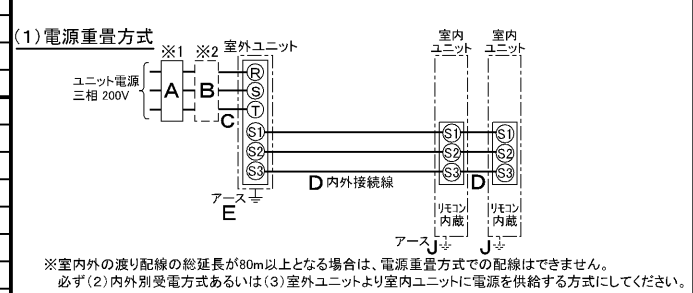 (1)電源重畳方式
※1 ※2 室外ユニット
室内
ユニット
室内
ユニット
ユニット電源
三相 200V
A B
R
S
T
C
S1
S2
S3
S1
S2
S3
S1
S2
S3
D 内外接続線
D
アース
E
リモコン
内蔵
リモコン
内蔵
アース J
J
※室内外の渡り配線の総延長が80m以上となる場合は、電源重畳方式での配線はできません。
必ず(2)内外別受電方式あるいは(3)室外ユニットより室内ユニットに電源を供給する方式にしてください。